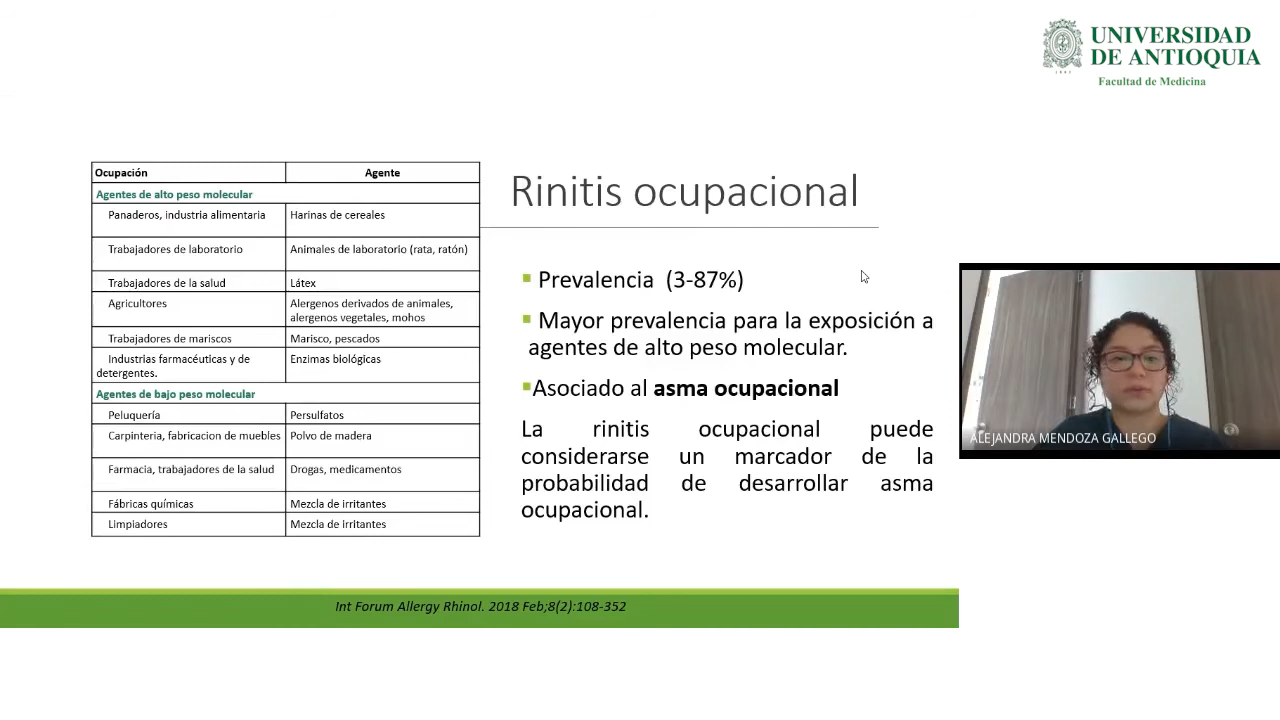 UNIVERSIDAD
DE ANTIOQUIA
1803
Facultad de Medicina
Ocupación Agente
Agentes de alto peso molecular
Panaderos, industria alimentaria Harinas de cereales
Trabajadores de laboratorio Animales de laboratorio (rata, ratón)
Trabajadores de la salud Látex
Agricultores Alergenos derivados de animales,
alergenos vegetales, mohos
Trabajadores de mariscos Marisco, pescados
Industrias farmacéuticas y de Enzimas biológicas
detergentes.
Agentes de bajo peso molecular
Peluquería Persulfatos
Carpinteria, fabricacion de muebles Polvo de madera
Farmacia, trabajadores de la salud Drogas, medicamentos
Fábricas químicas Mezcla de irritantes
Limpiadores Mezcla de irritantes
Rinitis ocupacional
Prevalencia (3-87%)
Mayor prevalencia para la exposición a
agentes de alto peso molecular.
Asociado al asma ocupacional
La rinitis ocupacional puede
considerarse un marcador de la
probabilidad de desarrollar asma
ocupacional.
ALEJANDRA MENDOZA GALLEGO
Int Forum Allergy Rhinol. 2018 Feb;8(2):108-352